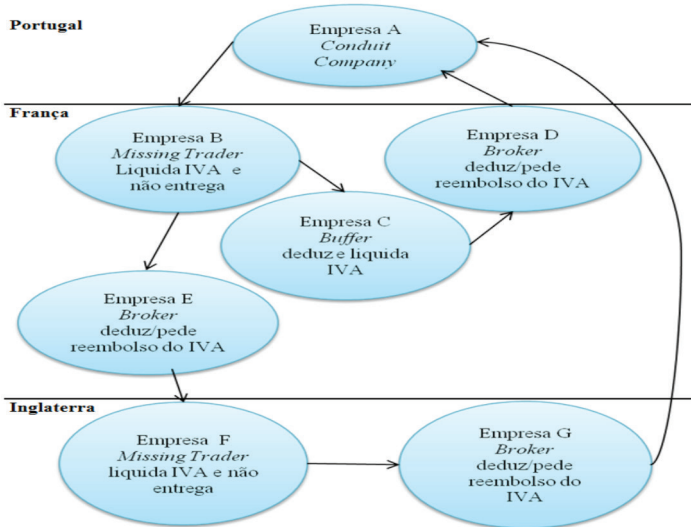 Portugal
Empresa A
Conduit
Company
França
Empresa B
Missing Trader
Liquida IVA e
não entrega
Empresa D
Broker
deduz/pede
reembolso do IVA
Empresa C
Buffer
deduz e liquida
IVA
Empresa E
Broker
deduz/pede
reembolso do IVA
Inglaterra
Empresa F
Missing Trader
liquida IVA e não
entrega
Empresa G
Broker
deduz/pede
reembolso do
IVA